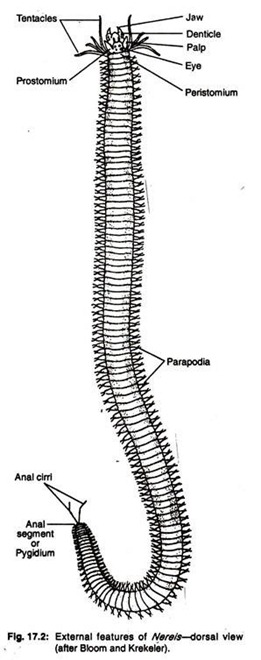 Tentacles
Jaw
Denticle
Palp
Eye
Prostomium
Peristomium
Parapodia
Anal cirri
Anal
segment
or
Pygidium
Fig. 17.2: External features of Nereis—dorsal view
(after Bloom and Krekeler).